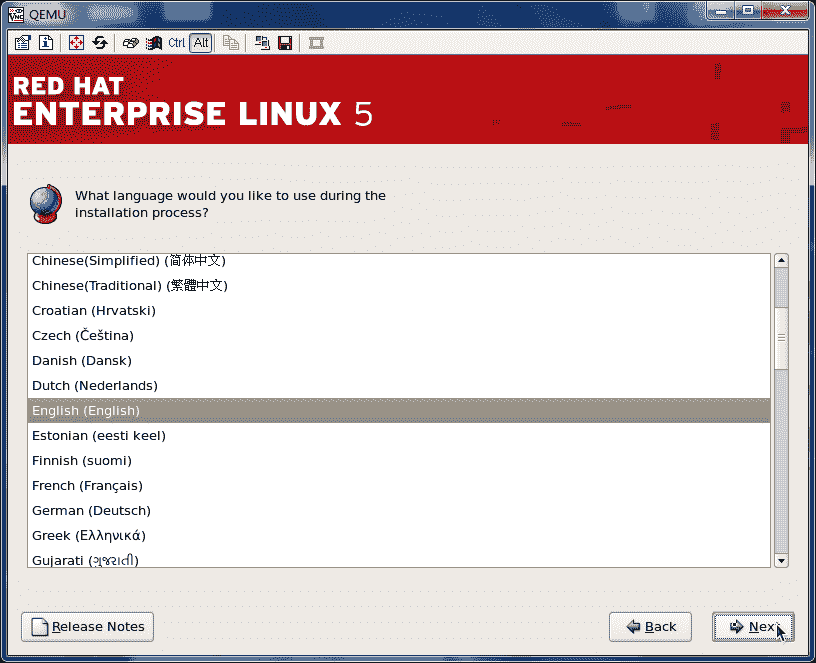 QEMU
Ctrl Alt
RED HAT
ENTERPRISE LINUX 5
What language would you like to use during the
installation process?
Chinese(Simplified) (简体中文)
Chinese(Traditional) (繁體中文)
Croatian (Hrvatski)
Czech (Čeština)
Danish (Dansk)
Dutch (Nederlands)
English (English)
Estonian (eesti keel)
Finnish (suomi)
French (Français)
German (Deutsch)
Greek (Ελληνικά)
Gujarati (ગુજરાતી)
Release Notes
Back
Next